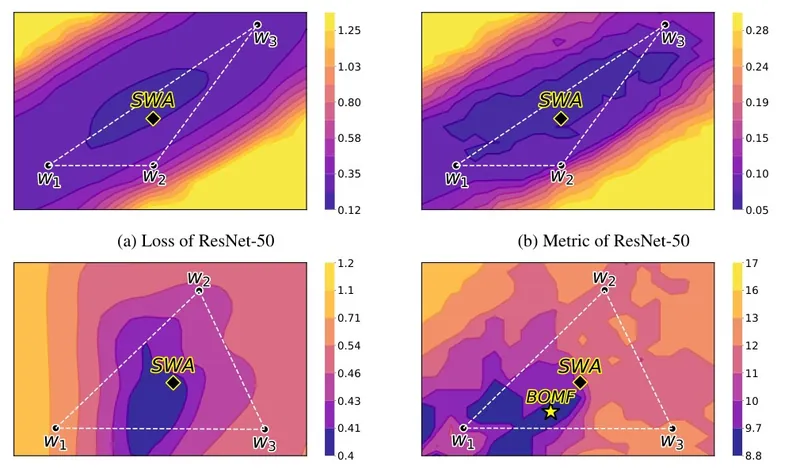 SWA
W1
W2
W3
1.25
1.03
0.80
0.58
0.35
0.12
SWA
W1
W2
W3
0.28
0.24
0.19
0.15
0.10
0.05
(a) Loss of ResNet-50
(b) Metric of ResNet-50
W2
SWA
W1
W3
1.2
1.1
0.71
0.54
0.46
0.43
0.41
0.4
W2
SWA
BOMF
W1
W3
17
16
13
12
11
10
9.7
8.8